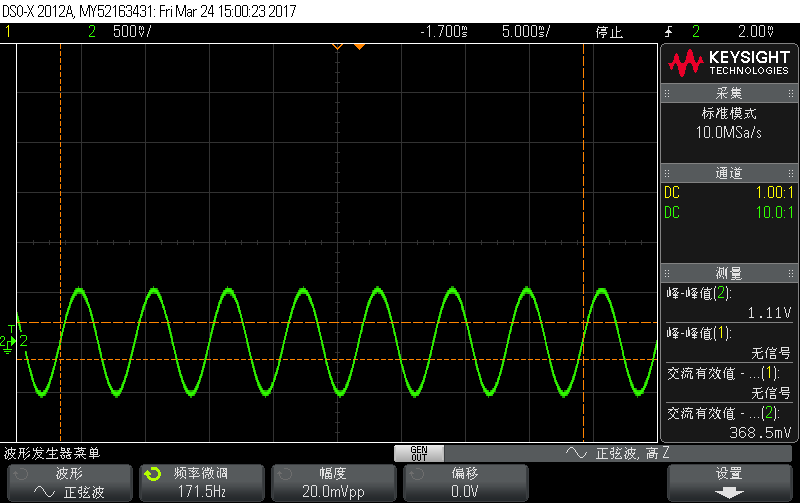 DSO-X 2012A, MY52163431: Fri Mar 24 15:00:23 2017
1 2 500㎷/ -1.700㎳ 5.000㎳/ 停止 2 2.00㎷
KEYSIGHT
TECHNOLOGIES
采集
标准模式
10.0MSa/s
通道
DC 1.00:1
DC 10.0:1
测量
峰-峰值(2):
1.11V
峰-峰值(1):
无信号
交流有效值 - ...(1):
无信号
交流有效值 - ...(2):
368.5mV
T
2 2
波形发生器菜单
GEN
OUT
正弦波, 高 Z
波形
正弦波
频率微调
171.5Hz
幅度
20.0mVpp
偏移
0.0V
设置